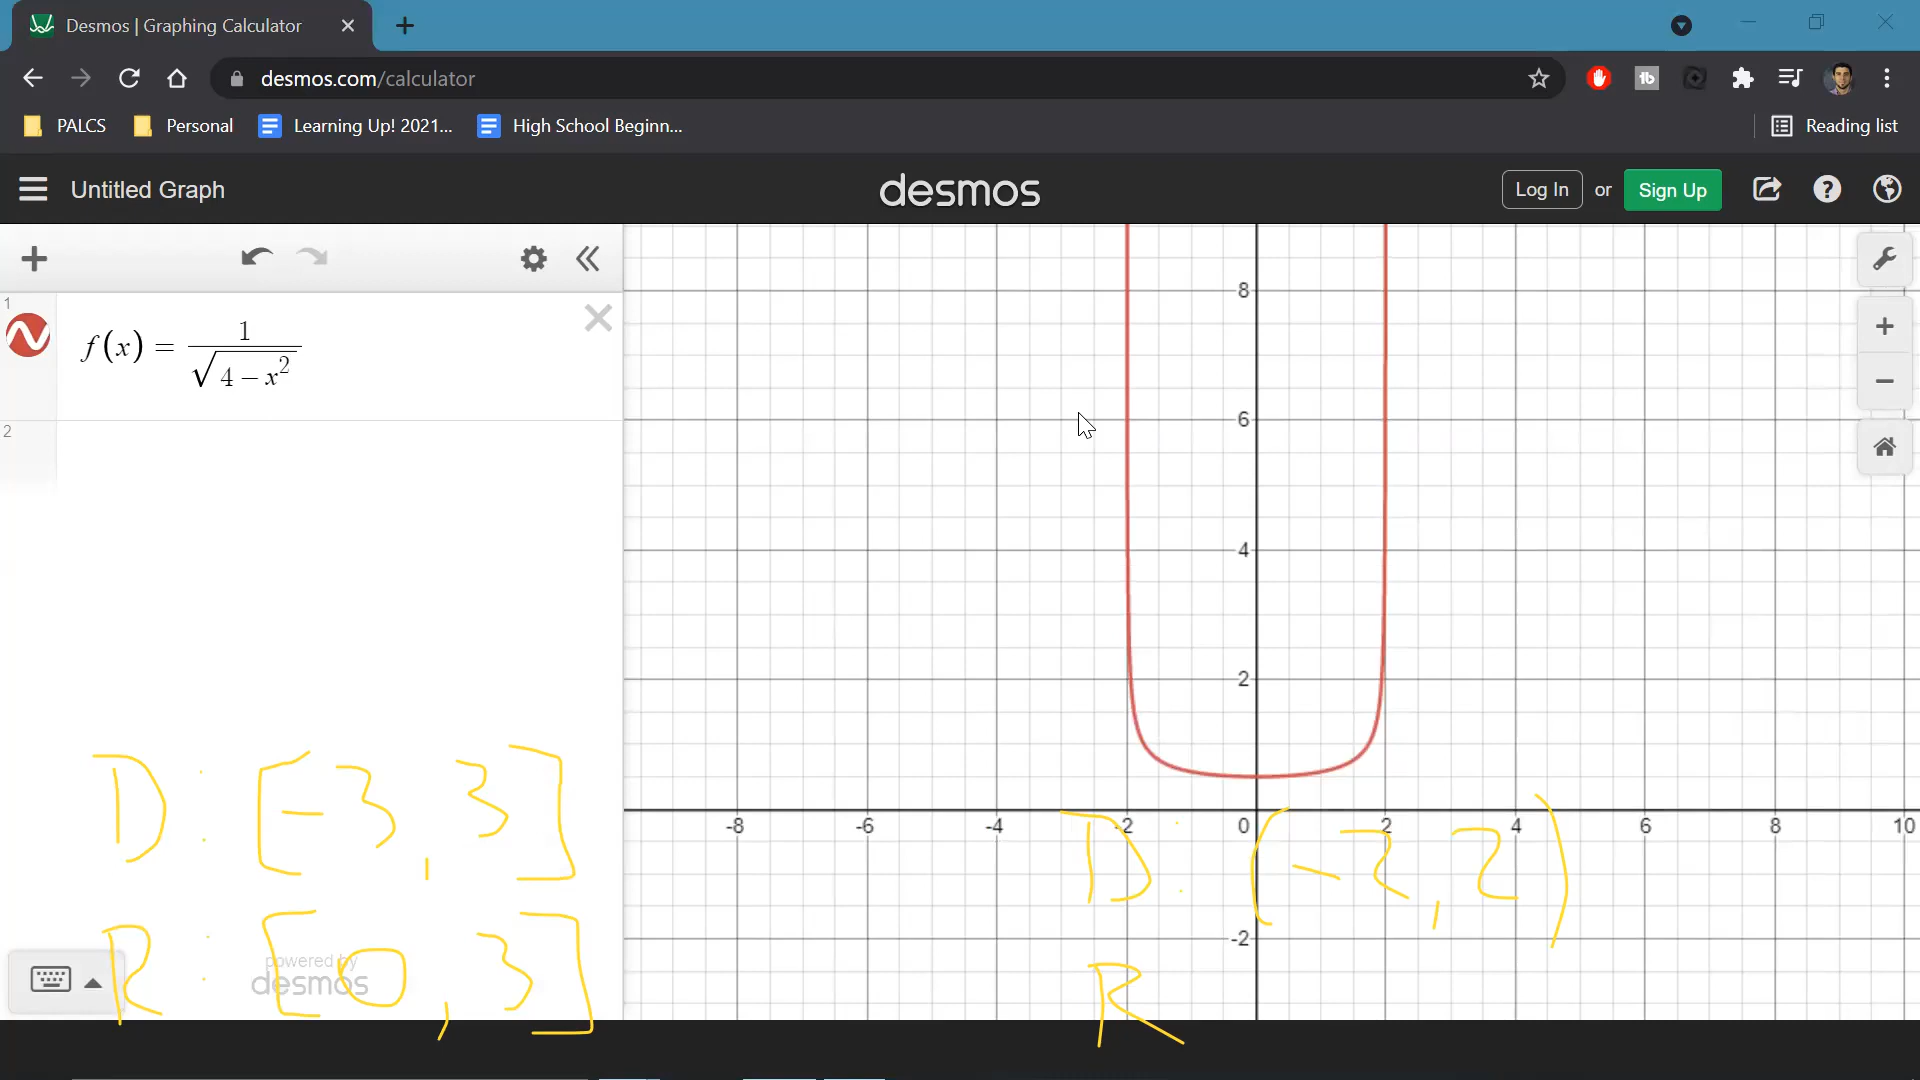 Desmos | Graphing Calculator
desmos.com/calculator
PALCS Personal Learning Up! 2021... High School Beginn... Reading list
Untitled Graph desmos Log In or Sign Up
1
f(x) = 1/√(4 − x²)
2
8
6
4
2
-8 -6 -4 -2 0 2 4 6 8 10
-2
D: [-3, 3]
R: [0, 3]
powered by
desmos
D: (-2, 2)
R